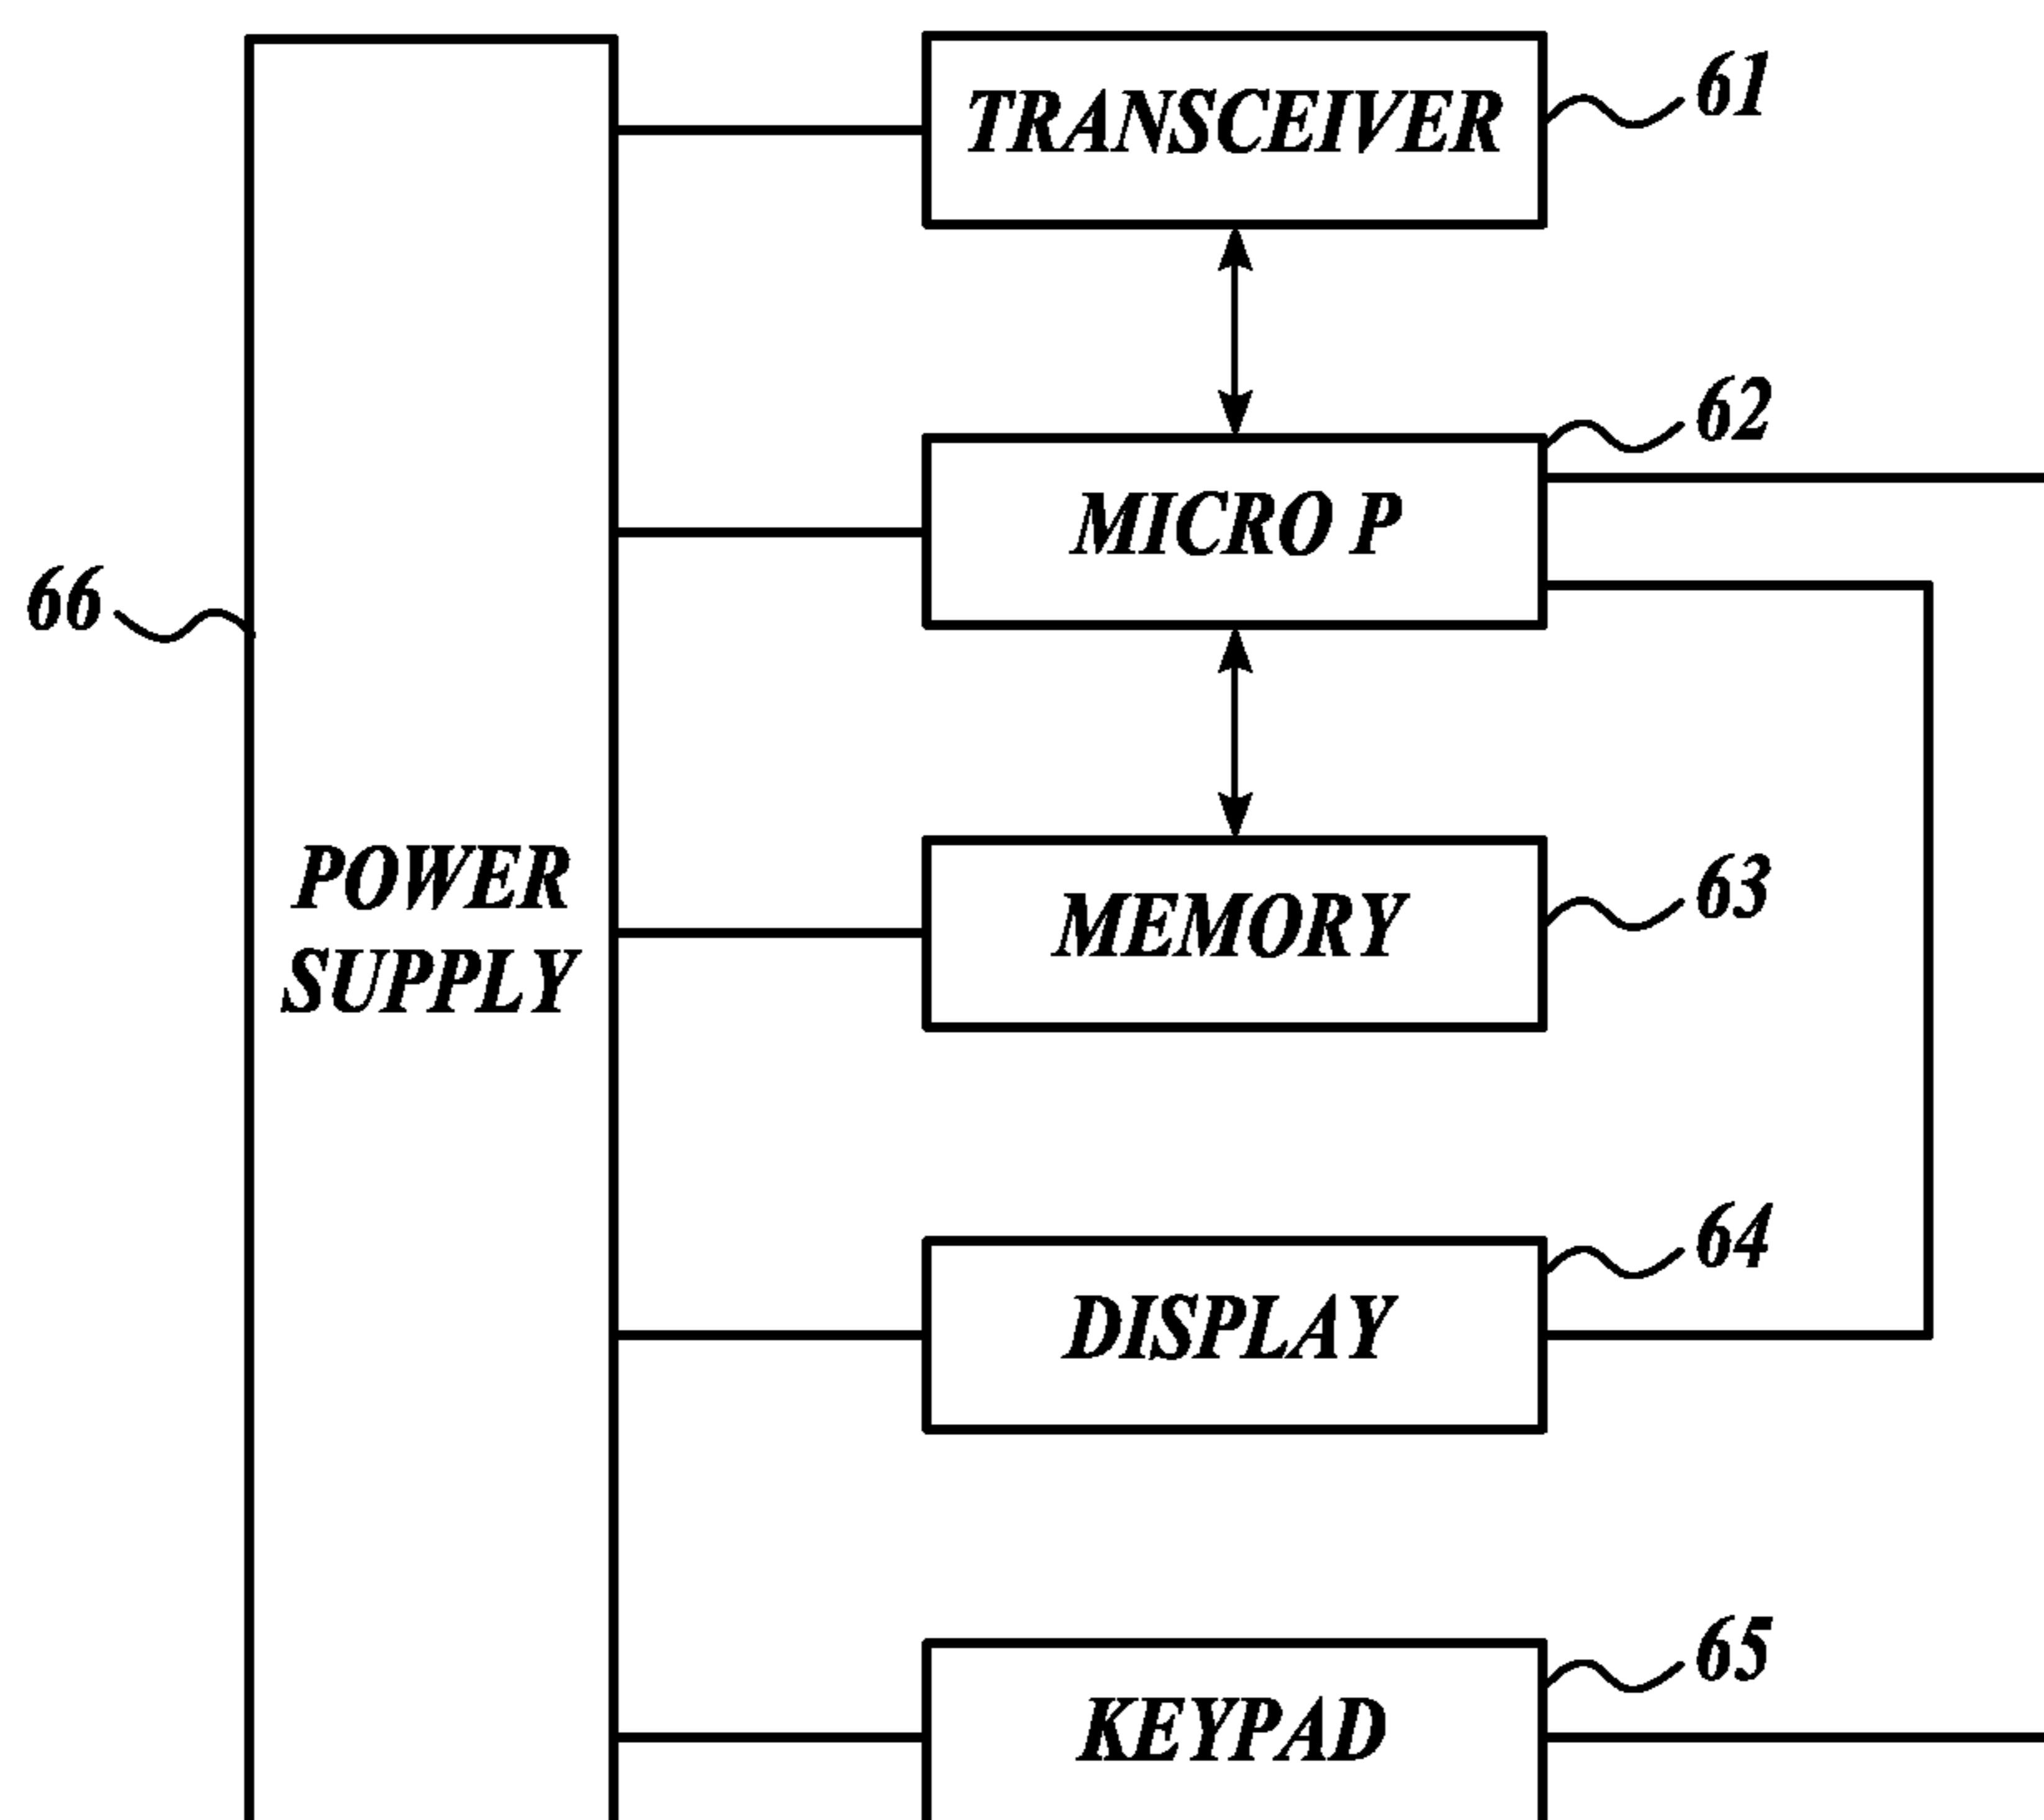 TRANSCEIVER
61
62
MICRO P
66
POWER
SUPPLY
63
MEMORY
64
DISPLAY
65
KEYPAD